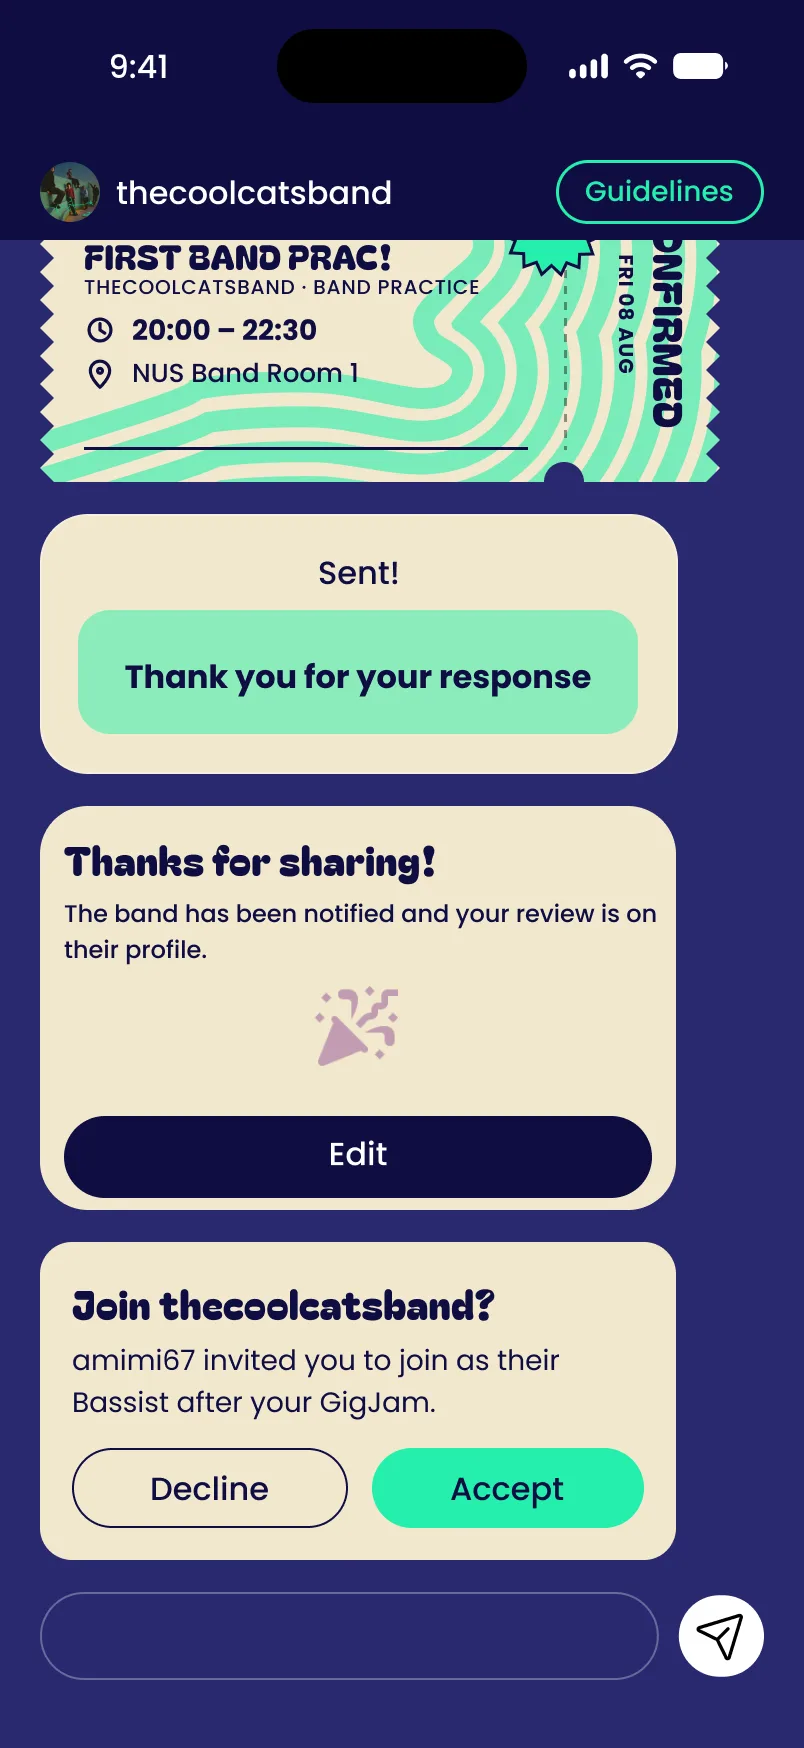 9:41
thecoolcatsband
Guidelines
FIRST BAND PRAC!
THECOOLCATSBAND · BAND PRACTICE
20:00 – 22:30
NUS Band Room 1
FRI 08 AUG
ONFIRMED
Sent!
Thank you for your response
Thanks for sharing!
The band has been notified and your review is on
their profile.
Edit
Join thecoolcatsband?
amimi67 invited you to join as their
Bassist after your GigJam.
Decline
Accept